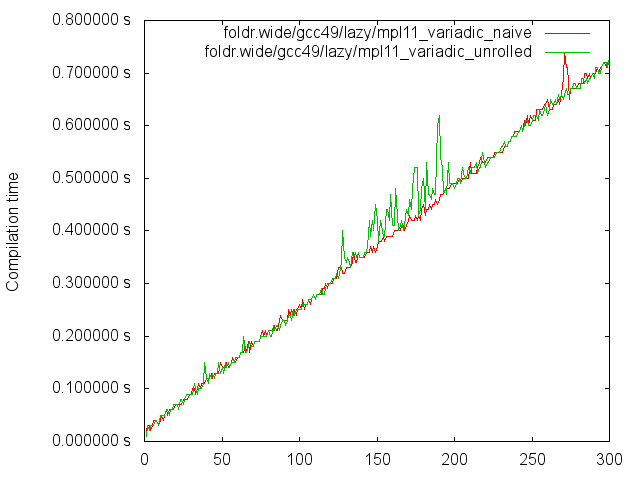 foldr.wide/gcc49/lazy/mpl11_variadic_naive
foldr.wide/gcc49/lazy/mpl11_variadic_unrolled
Compilation time
0.800000 s
0.700000 s
0.600000 s
0.500000 s
0.400000 s
0.300000 s
0.200000 s
0.100000 s
0.000000 s
0 50 100 150 200 250 300